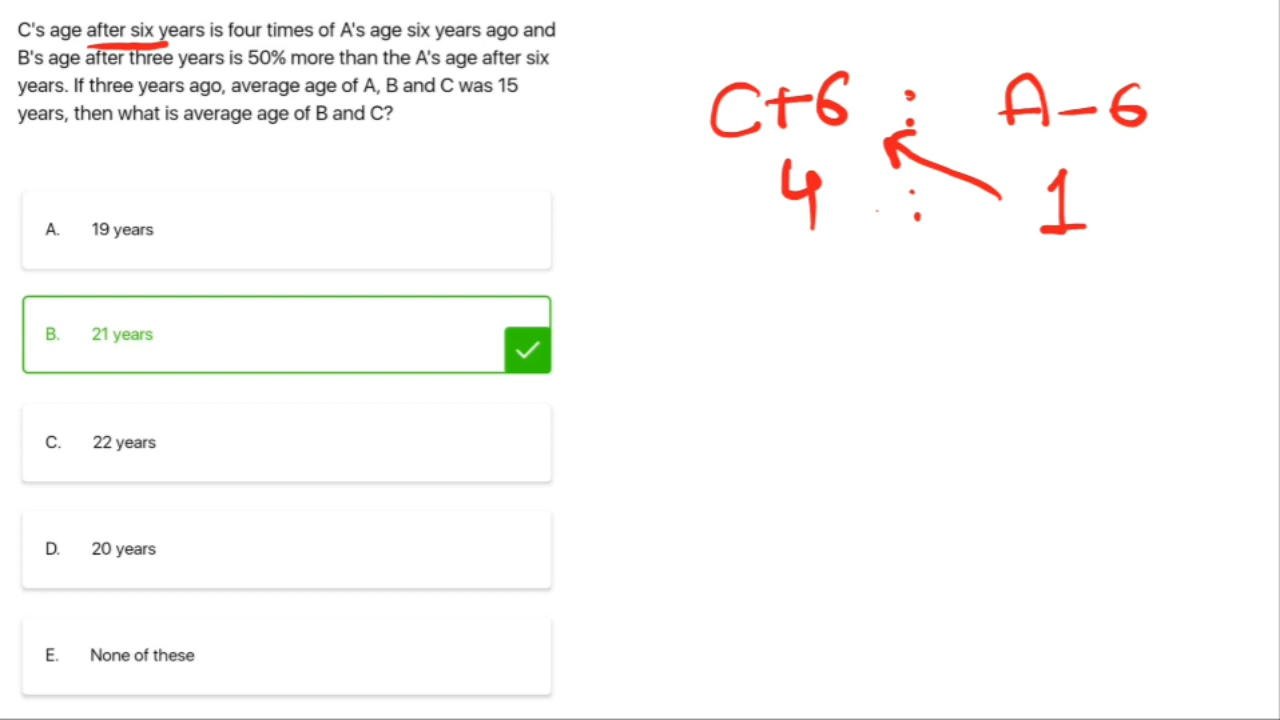 C's age after six years is four times of A's age six years ago and
B's age after three years is 50% more than the A's age after six
years. If three years ago, average age of A, B and C was 15
years, then what is average age of B and C?
C+6 : A-6
4 : 1
A. 19 years
B. 21 years
C. 22 years
D. 20 years
E. None of these